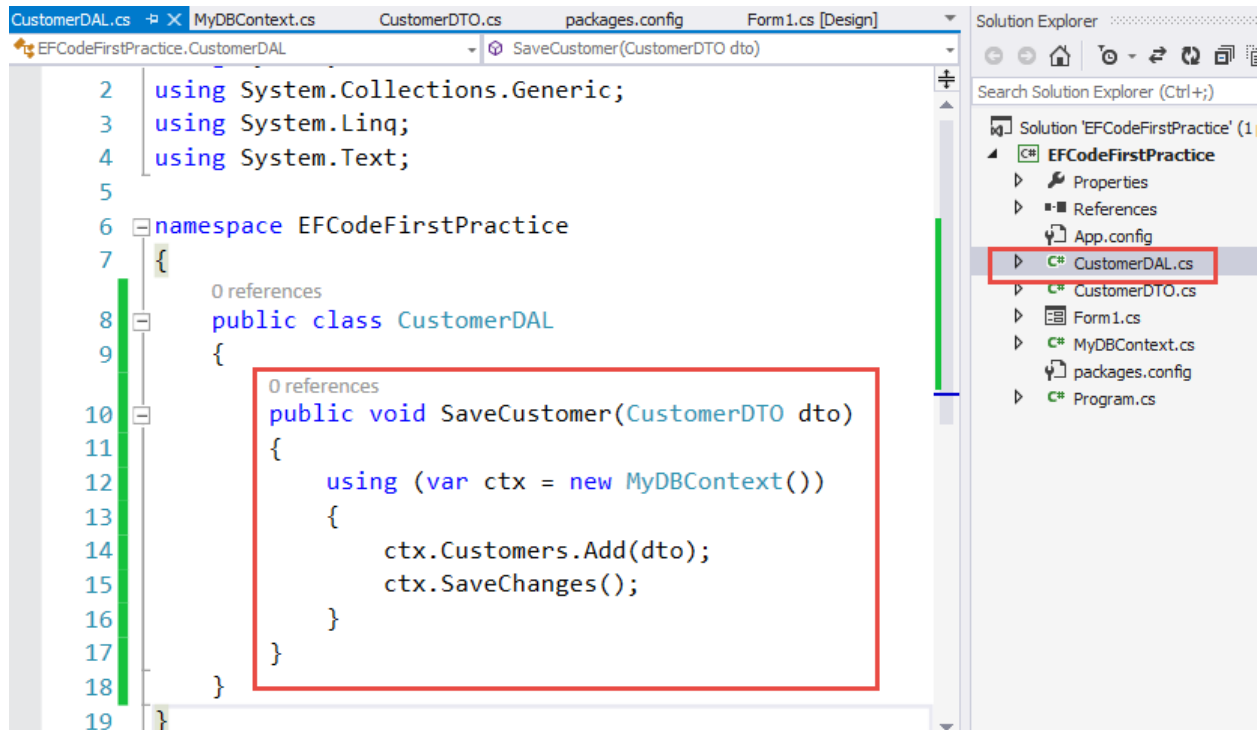 CustomerDAL.cs MyDBContext.cs CustomerDTO.cs packages.config Form1.cs [Design]
EFCodeFirstPractice.CustomerDAL SaveCustomer(CustomerDTO dto)
2 using System.Collections.Generic;
3 using System.Linq;
4 using System.Text;
5
6 namespace EFCodeFirstPractice
7 {
0 references
8 public class CustomerDAL
9 {
0 references
10 public void SaveCustomer(CustomerDTO dto)
11 {
12 using (var ctx = new MyDBContext())
13 {
14 ctx.Customers.Add(dto);
15 ctx.SaveChanges();
16 }
17 }
18 }
19 }
Solution Explorer
Search Solution Explorer (Ctrl+;)
Solution 'EFCodeFirstPractice' (1
C# EFCodeFirstPractice
Properties
References
App.config
C# CustomerDAL.cs
C# CustomerDTO.cs
Form1.cs
C# MyDBContext.cs
packages.config
C# Program.cs